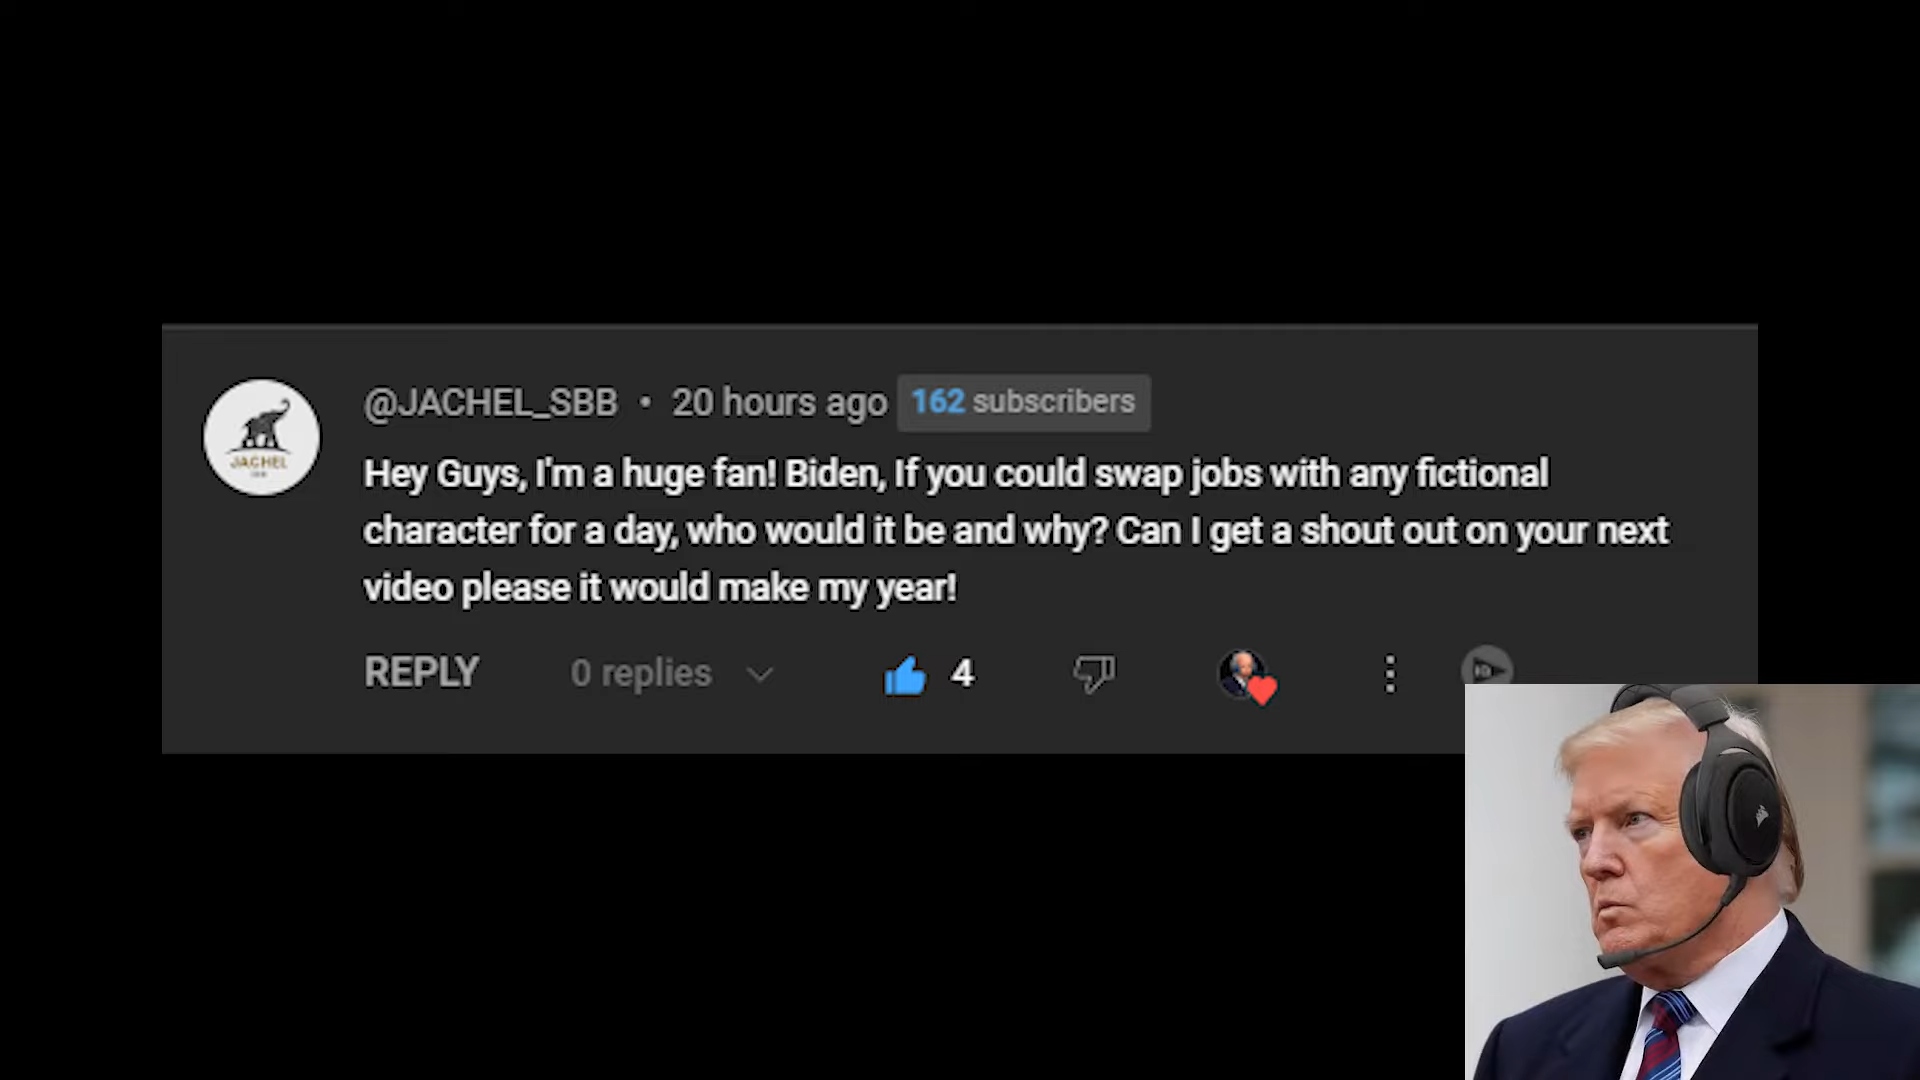 @JACHEL_SBB • 20 hours ago 162 subscribers
Hey Guys, I'm a huge fan! Biden, If you could swap jobs with any fictional
character for a day, who would it be and why? Can I get a shout out on your next
video please it would make my year!
JACHEL
REPLY 0 replies 4